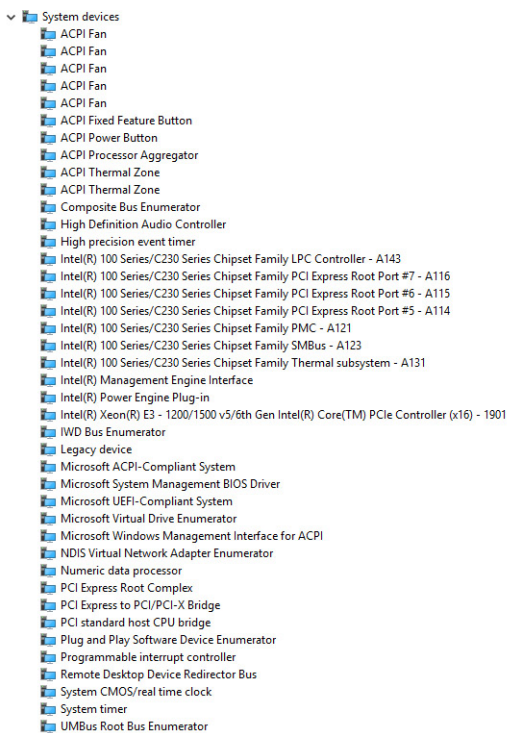 System devices
ACPI Fan
ACPI Fan
ACPI Fan
ACPI Fan
ACPI Fan
ACPI Fixed Feature Button
ACPI Power Button
ACPI Processor Aggregator
ACPI Thermal Zone
ACPI Thermal Zone
Composite Bus Enumerator
High Definition Audio Controller
High precision event timer
Intel(R) 100 Series/C230 Series Chipset Family LPC Controller - A143
Intel(R) 100 Series/C230 Series Chipset Family PCI Express Root Port #7 - A116
Intel(R) 100 Series/C230 Series Chipset Family PCI Express Root Port #6 - A115
Intel(R) 100 Series/C230 Series Chipset Family PCI Express Root Port #5 - A114
Intel(R) 100 Series/C230 Series Chipset Family PMC - A121
Intel(R) 100 Series/C230 Series Chipset Family SMBus - A123
Intel(R) 100 Series/C230 Series Chipset Family Thermal subsystem - A131
Intel(R) Management Engine Interface
Intel(R) Power Engine Plug-in
Intel(R) Xeon(R) E3 - 1200/1500 v5/6th Gen Intel(R) Core(TM) PCIe Controller (x16) - 1901
IWD Bus Enumerator
Legacy device
Microsoft ACPI-Compliant System
Microsoft System Management BIOS Driver
Microsoft UEFI-Compliant System
Microsoft Virtual Drive Enumerator
Microsoft Windows Management Interface for ACPI
NDIS Virtual Network Adapter Enumerator
Numeric data processor
PCI Express Root Complex
PCI Express to PCI/PCI-X Bridge
PCI standard host CPU bridge
Plug and Play Software Device Enumerator
Programmable interrupt controller
Remote Desktop Device Redirector Bus
System CMOS/real time clock
System timer
UMBus Root Bus Enumerator